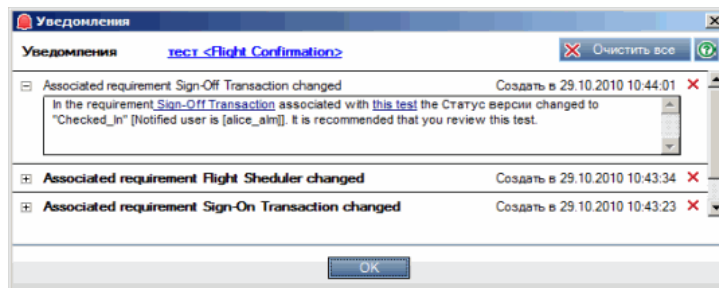 Уведомления
Уведомления тест <Flight Confirmation> Очистить все
Associated requirement Sign-Off Transaction changed Создать в 29.10.2010 10:44:01
In the requirement Sign-Off Transaction associated with this test the Статус версии changed to
"Checked_In" [Notified user is [alice_alm]]. It is recommended that you review this test.
Associated requirement Flight Sheduler changed Создать в 29.10.2010 10:43:34
Associated requirement Sign-On Transaction changed Создать в 29.10.2010 10:43:23
OK